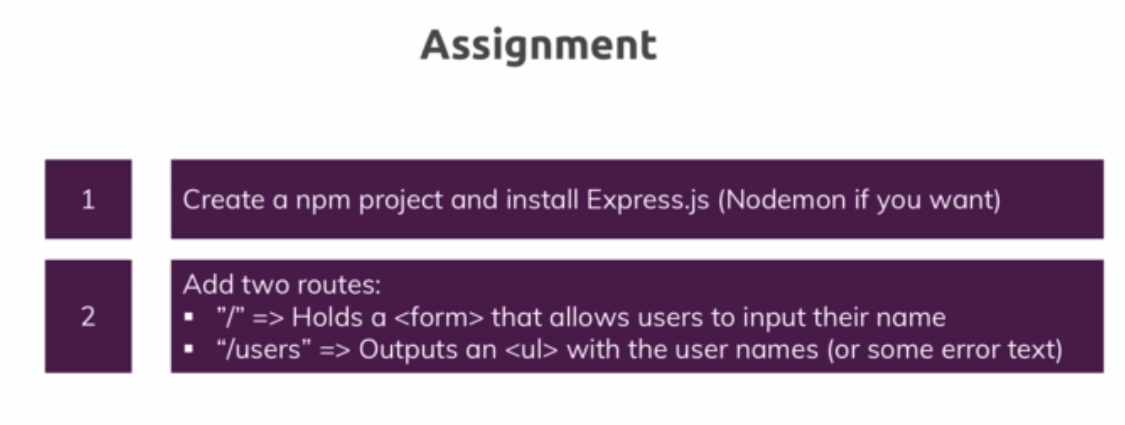 Assignment
1
Create a npm project and install Express.js (Nodemon if you want)
2
Add two routes:
▪ ”/” => Holds a <form> that allows users to input their name
▪ “/users” => Outputs an <ul> with the user names (or some error text)